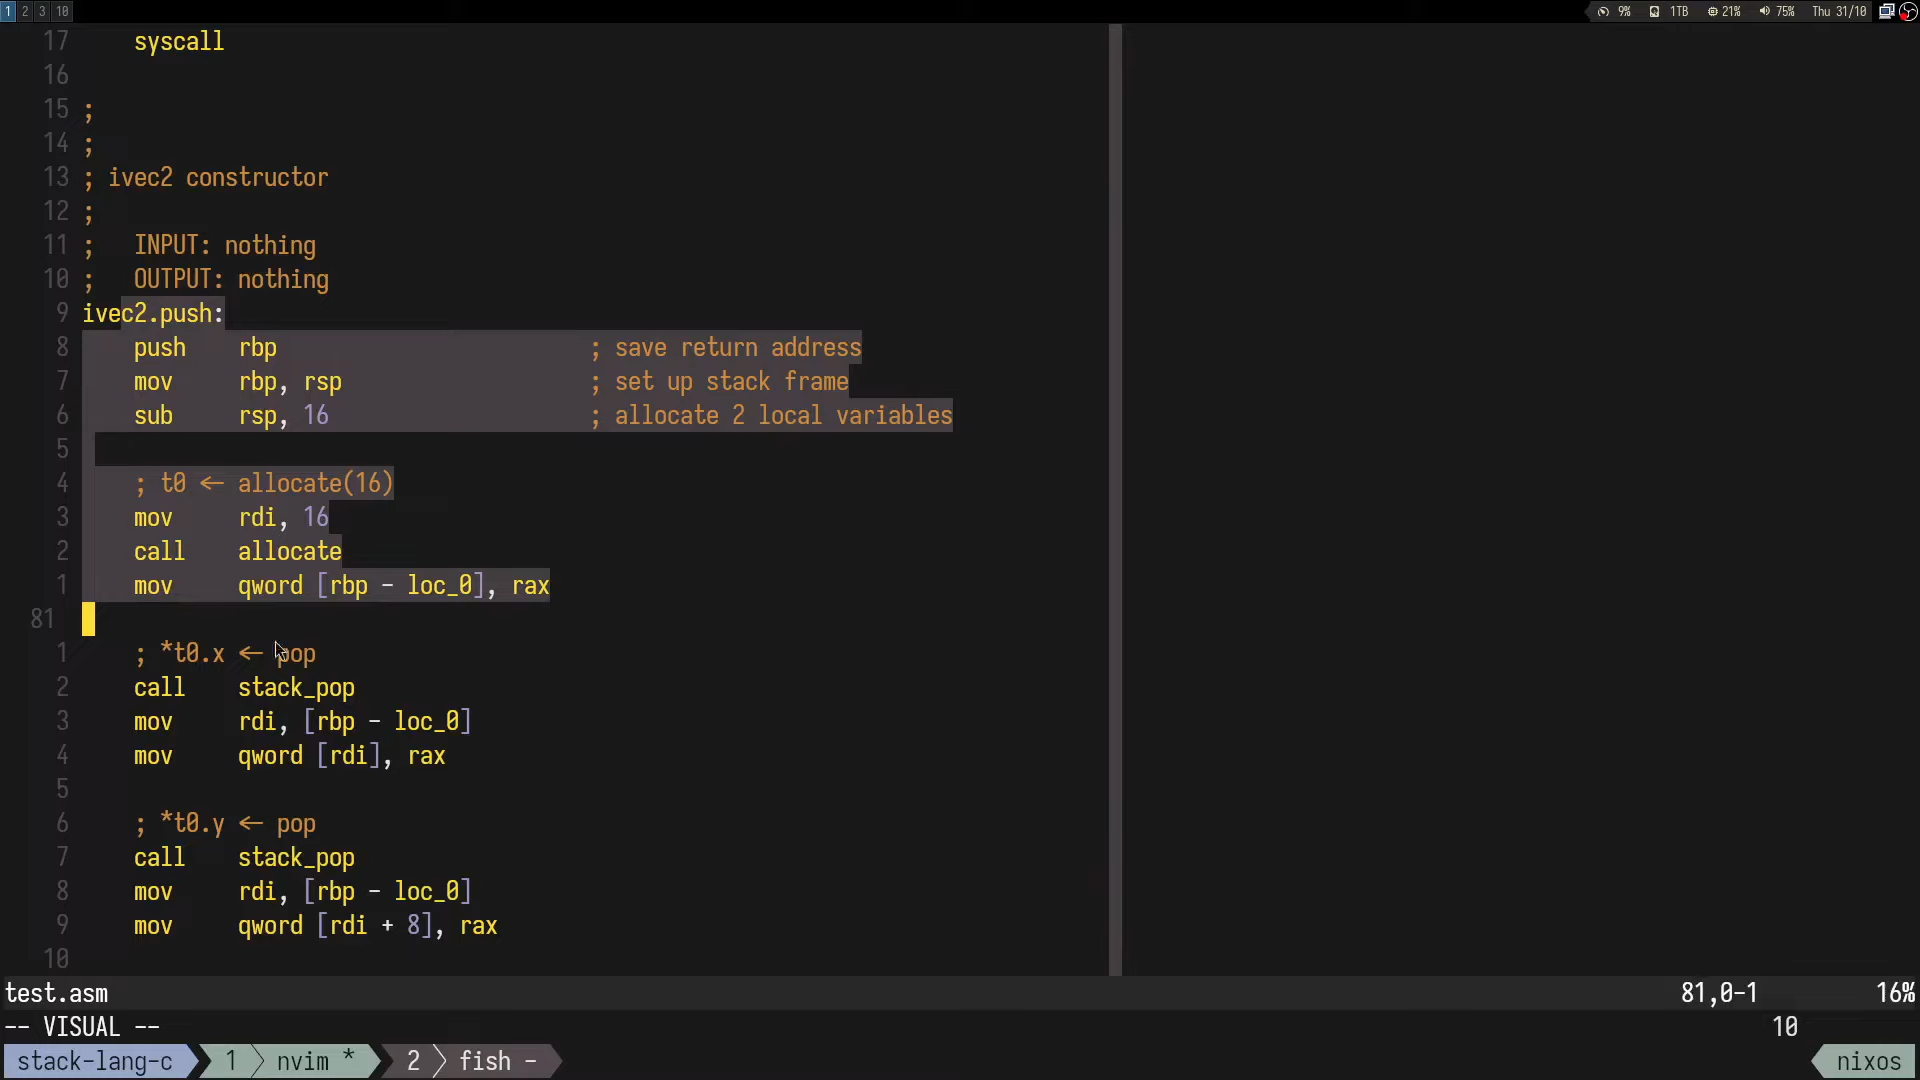 1 2 3 10 9% 1TB 21% 75% Thu 31/10
17 syscall
16
15 ;
14 ;
13 ; ivec2 constructor
12 ;
11 ;   INPUT: nothing
10 ;   OUTPUT: nothing
9 ivec2.push:
8     push    rbp                        ; save return address
7     mov     rbp, rsp                   ; set up stack frame
6     sub     rsp, 16                    ; allocate 2 local variables
5
4     ; t0 <- allocate(16)
3     mov     rdi, 16
2     call    allocate
1     mov     qword [rbp - loc_0], rax
81
1     ; *t0.x <- pop
2     call    stack_pop
3     mov     rdi, [rbp - loc_0]
4     mov     qword [rdi], rax
5
6     ; *t0.y <- pop
7     call    stack_pop
8     mov     rdi, [rbp - loc_0]
9     mov     qword [rdi + 8], rax
10
test.asm 81,0-1 16%
-- VISUAL -- 10
stack-lang-c 1 nvim * 2 fish - nixos